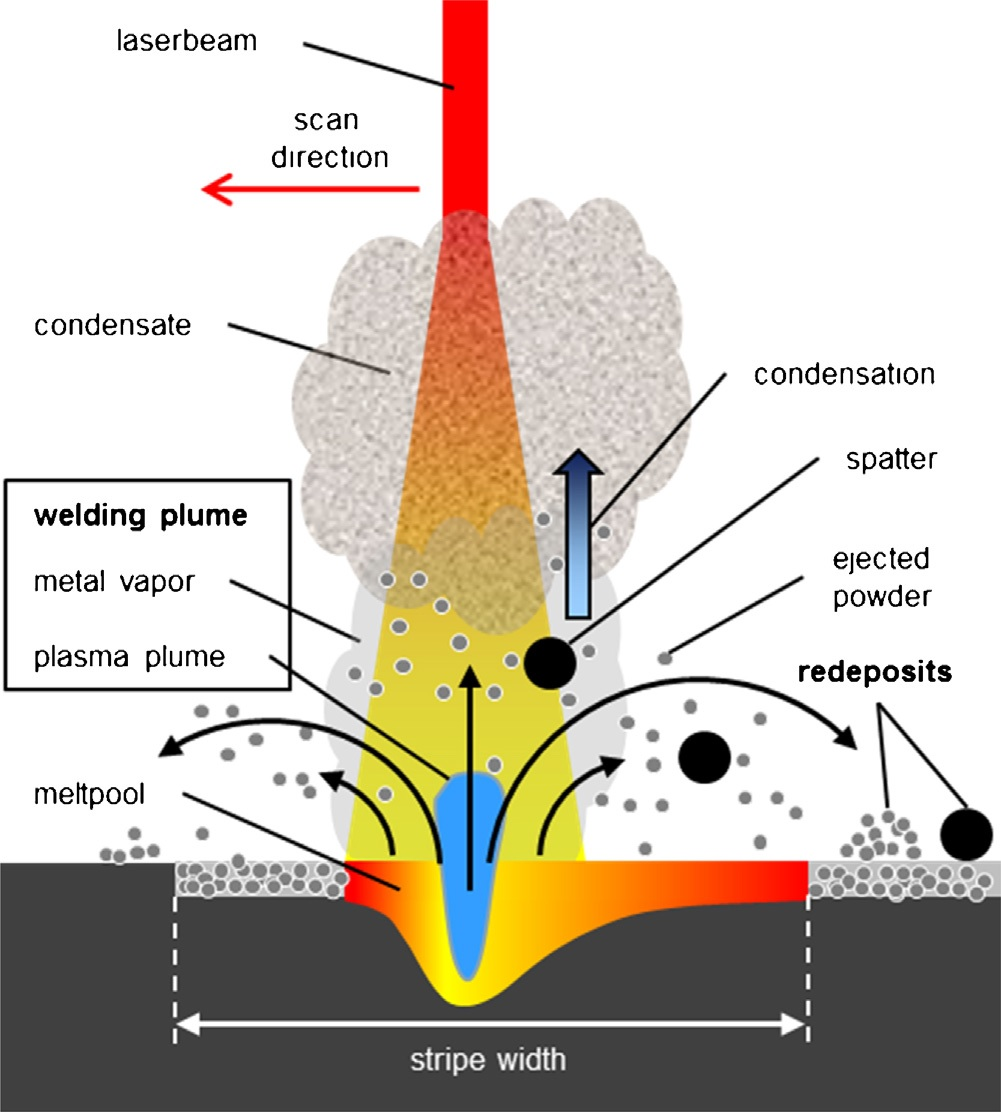 laserbeam
scan
direction
condensate
condensation
spatter
welding plume
ejected
powder
metal vapor
plasma plume
redeposits
meltpool
stripe width